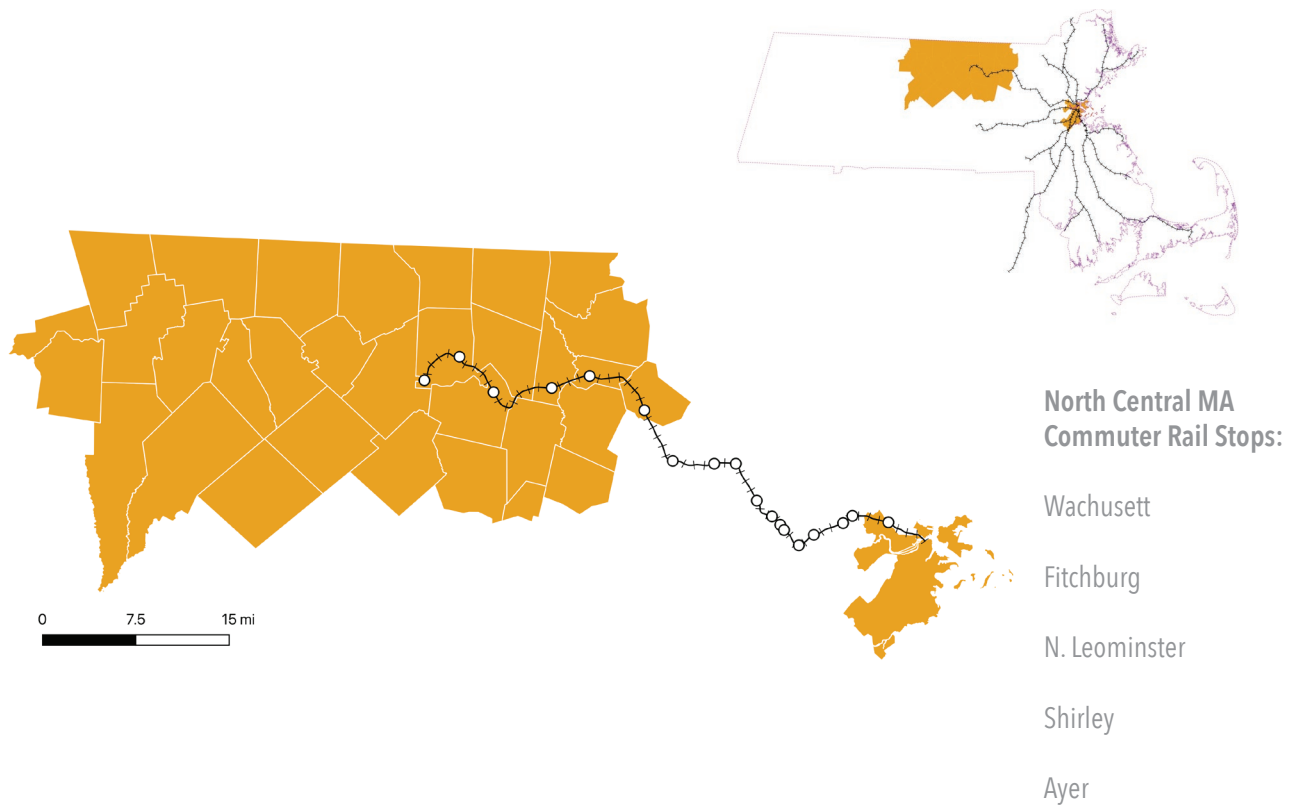 North Central MA
Commuter Rail Stops:
Wachusett
Fitchburg
N. Leominster
Shirley
Ayer
0 7.5 15 mi